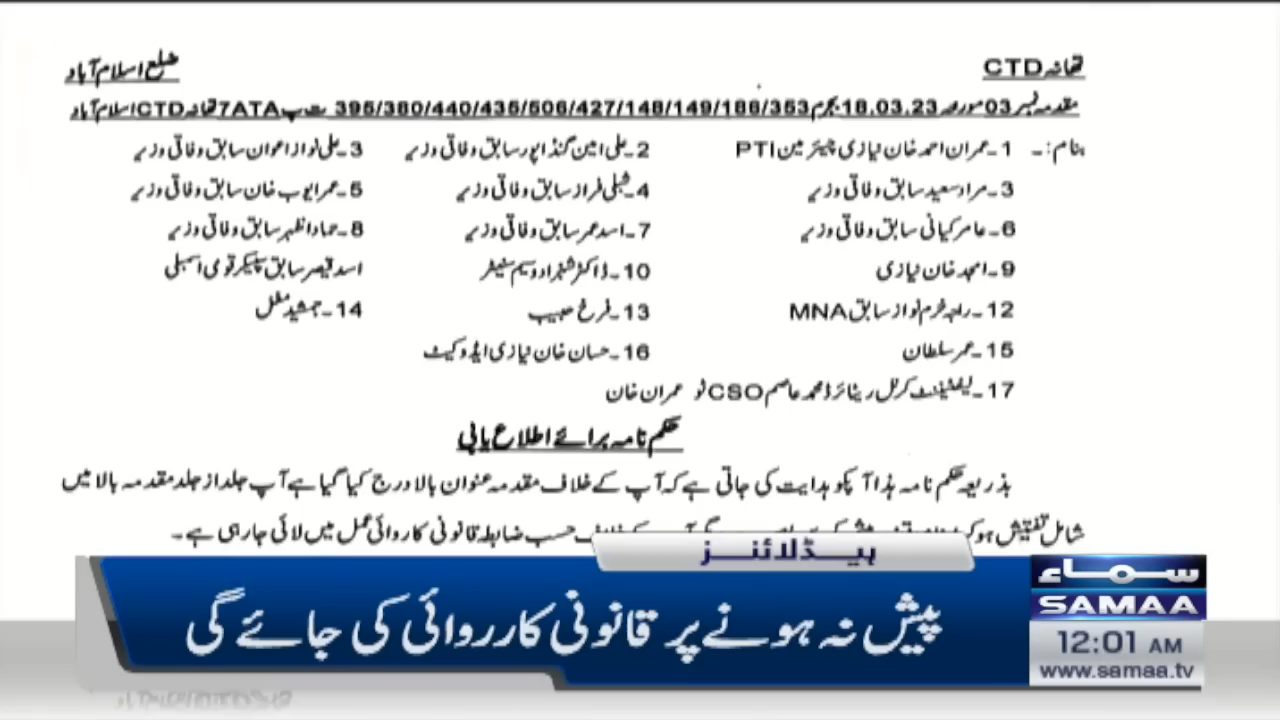 تھانہ CTD ضلع اسلام آباد
مقدمہ نمبر 03 مورخہ 18.03.23 بجرم 395/380/440/435/506/427/148/149/186/353 ت پ 7ATA تھانہ CTD اسلام آباد
بنام:۔ 1۔عمران احمد خان نیازی چیئرمین PTI 2۔علی امین گنڈاپور سابق وفاقی وزیر 3۔علی نواز اعوان سابق وفاقی وزیر
3۔مراد سعید سابق وفاقی وزیر 4۔شبلی فراز سابق وفاقی وزیر 5۔عمر ایوب خان سابق وفاقی وزیر
6۔عامر کیانی سابق وفاقی وزیر 7۔اسد عمر سابق وفاقی وزیر 8۔حماد اظہر سابق وفاقی وزیر
9۔امجد خان نیازی 10۔ڈاکٹر شہزاد وسیم سنیٹر اسد قیصر سابق سپیکر قومی اسمبلی
12۔راجہ خرم نواز سابق MNA 13۔فرخ حبیب 14۔جمشید مغل
15۔عمر سلطان 16۔حسان خان نیازی ایڈوکیٹ
17۔لیفٹیننٹ کرنل ریٹائرڈ محمد عاصم CSO ٹو عمران خان
حکم نامہ برائے اطلاع یابی
بذریعہ حکم نامہ ہذا آپکو ہدایت کی جاتی ہے کہ آپ کے خلاف مقدمہ عنوان بالا درج کیا گیا ہے آپ جلد از جلد مقدمہ بالا میں
شامل تفتیش ہو حسب ضابطہ قانونی کاروائی عمل میں لائی جا رہی ہے۔
ہیڈلائنز
پیش نہ ہونے پر قانونی کارروائی کی جائے گی
سماء
SAMAA
12:01 AM
www.samaa.tv